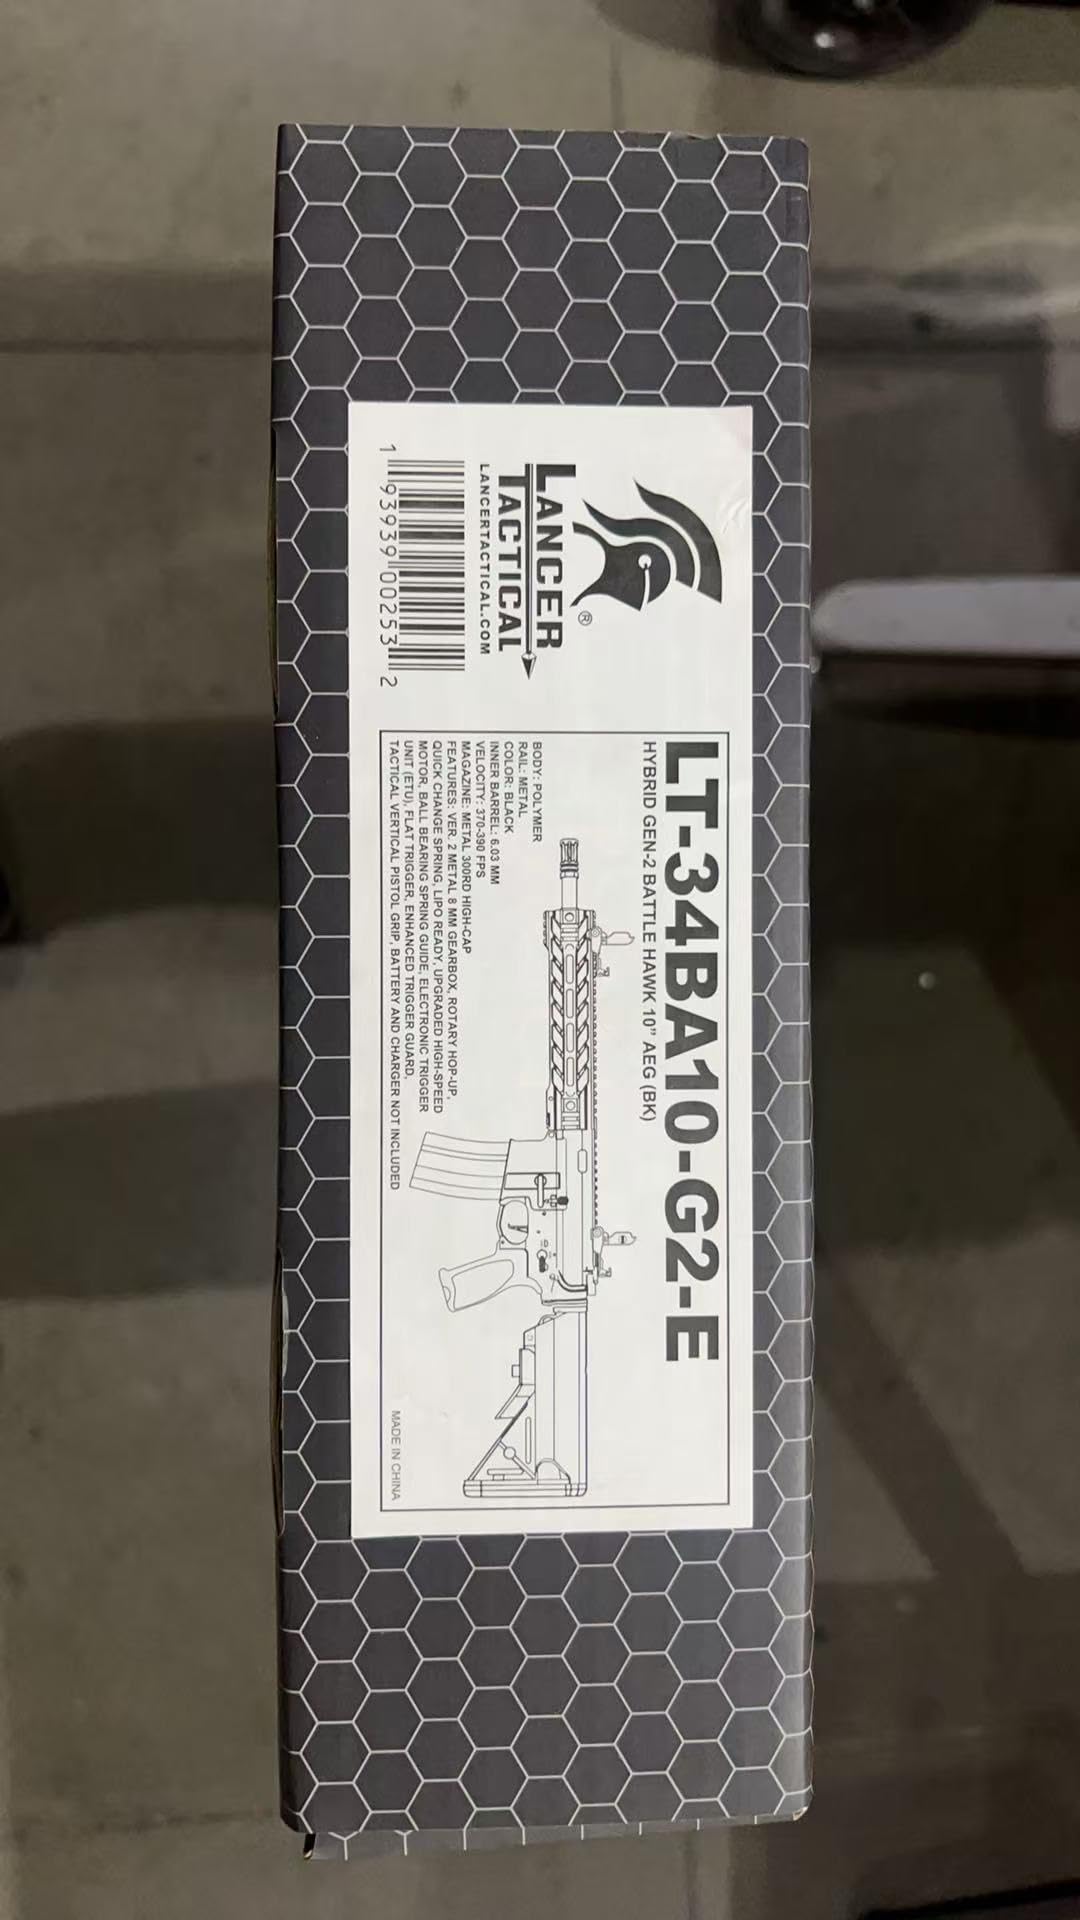 LANCER
TACTICAL
®
LANCERTACTICAL.COM
1 93939 00253 2
LT-34BA10-G2-E
HYBRID GEN-2 BATTLE HAWK 10" AEG (BK)
BODY: POLYMER
RAIL: METAL
COLOR: BLACK
INNER BARREL: 6.03 MM
VELOCITY: 370-390 FPS
MAGAZINE: METAL 300RD HIGH-CAP
FEATURES: VER. 2 METAL 8 MM GEARBOX, ROTARY HOP-UP,
QUICK CHANGE SPRING, LIPO READY, UPGRADED HIGH-SPEED
MOTOR, BALL BEARING SPRING GUIDE, ELECTRONIC TRIGGER
UNIT (ETU), FLAT TRIGGER, ENHANCED TRIGGER GUARD,
TACTICAL VERTICAL PISTOL GRIP, BATTERY AND CHARGER NOT INCLUDED
MADE IN CHINA